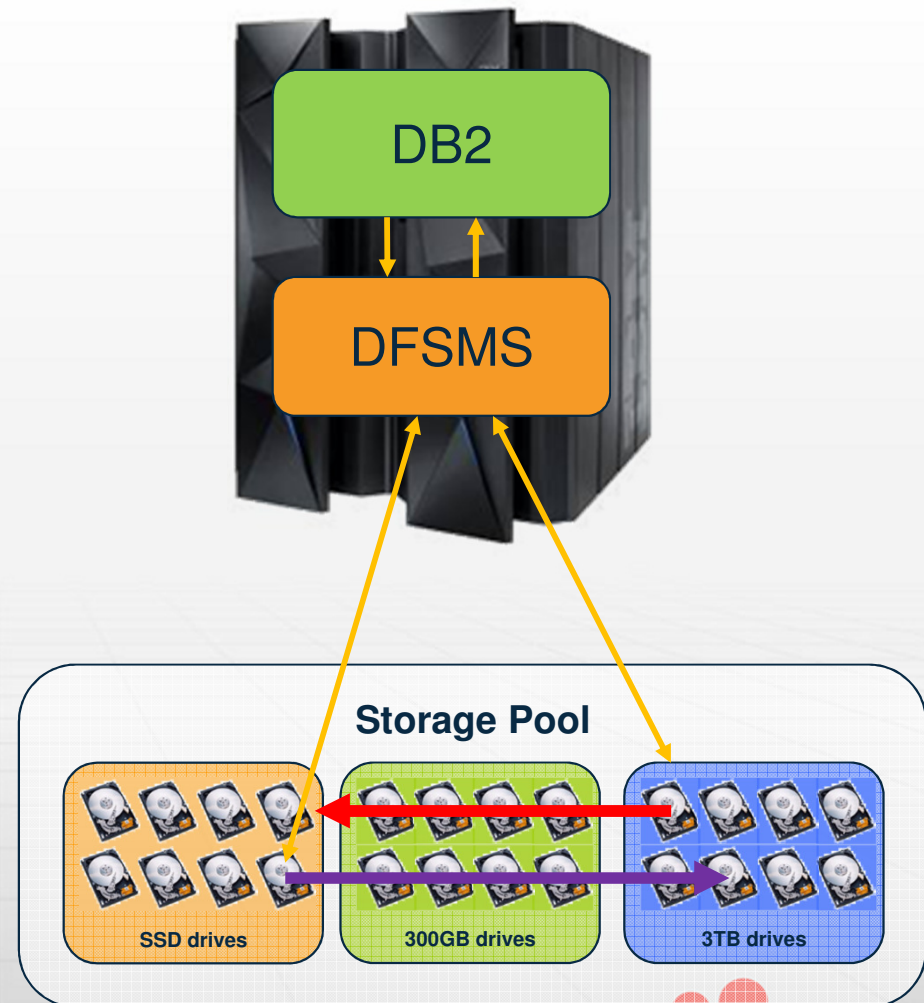 DB2
DFSMS
Storage Pool
SSD drives
300GB drives
3TB drives